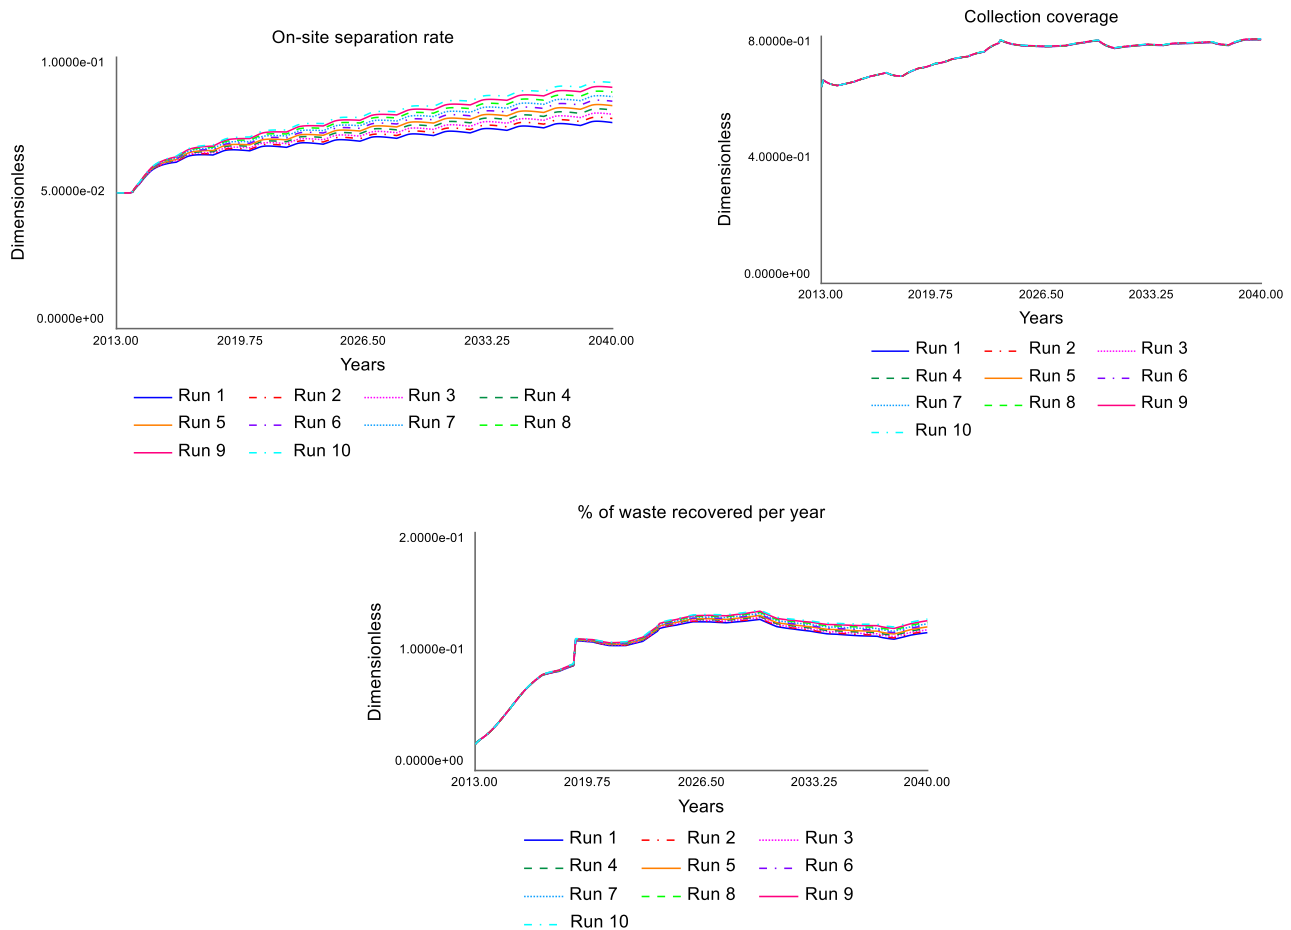 On-site separation rate
1.0000e-01
5.0000e-02
0.0000e+00
Dimensionless
2013.00 2019.75 2026.50 2033.25 2040.00
Years
Run 1 Run 2 Run 3 Run 4
Run 5 Run 6 Run 7 Run 8
Run 9 Run 10
Collection coverage
8.0000e-01
4.0000e-01
0.0000e+00
Dimensionless
2013.00 2019.75 2026.50 2033.25 2040.00
Years
Run 1 Run 2 Run 3
Run 4 Run 5 Run 6
Run 7 Run 8 Run 9
Run 10
% of waste recovered per year
2.0000e-01
1.0000e-01
0.0000e+00
Dimensionless
2013.00 2019.75 2026.50 2033.25 2040.00
Years
Run 1 Run 2 Run 3
Run 4 Run 5 Run 6
Run 7 Run 8 Run 9
Run 10